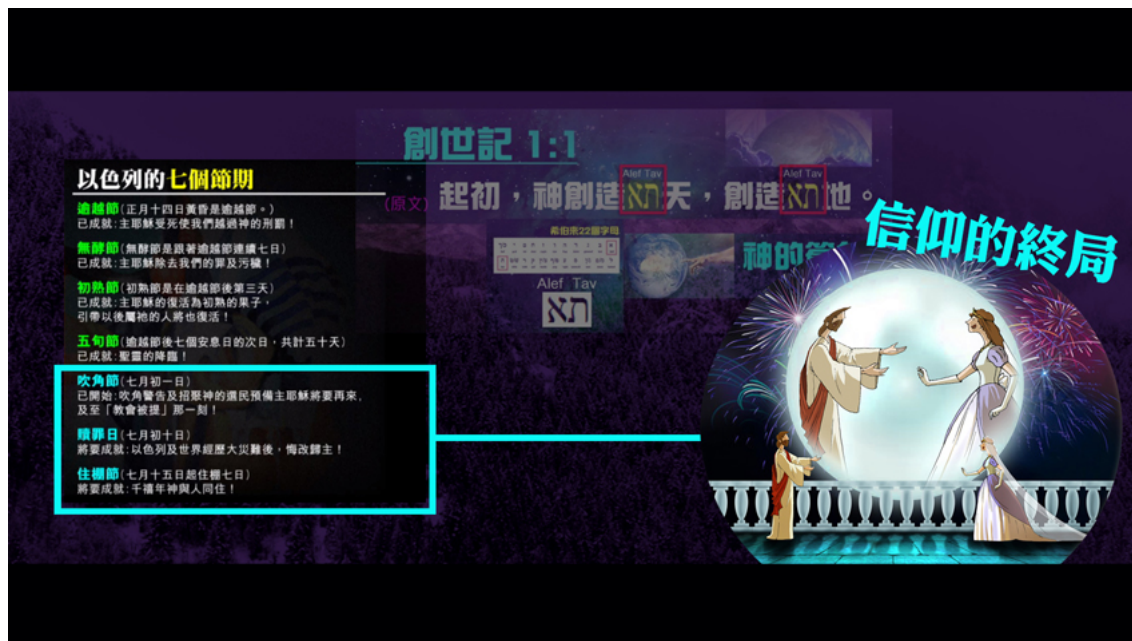 創世記 1:1
Alef Tav
Alef Tav
(原文) 起初，神創造תא天，創造תא地。
希伯來22個字母
Alef Tav
תא
以色列的七個節期
逾越節(正月十四日黃昏是逾越節。)
已成就:主耶穌受死使我們越過神的刑罰！
無酵節(無酵節是跟著逾越節連續七日)
已成就:主耶穌除去我們的罪及污穢！
初熟節(初熟節是在逾越節後第三天)
已成就:主耶穌的復活為初熟的果子，
引帶以後屬祂的人將也復活！
五旬節(逾越節後七個安息日的次日，共計五十天)
已成就:聖靈的降臨！
吹角節(七月初一日)
已開始:吹角警告及招聚神的選民預備主耶穌將要再來，
及至「教會被提」那一刻！
贖罪日(七月初十日)
將要成就:以色列及世界經歷大災難後，悔改歸主！
住棚節(七月十五日起住棚七日)
將要成就:千禧年神與人同住！
神的
信仰的終局